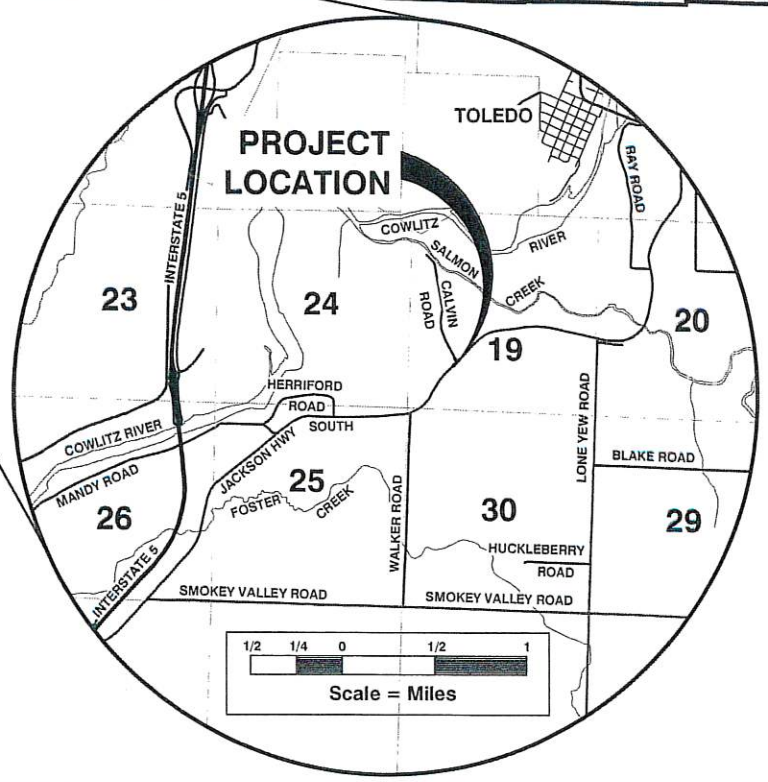 TOLEDO
PROJECT
LOCATION
RAY ROAD
INTERSTATE 5
COWLITZ
RIVER
SALMON
CREEK
23
24
CALVIN
ROAD
20
19
HERRIFORD
ROAD
SOUTH
LONE YEW ROAD
COWLITZ RIVER
JACKSON HWY
BLAKE ROAD
MANDY ROAD
25
FOSTER
CREEK
WALKER ROAD
26
30
29
HUCKLEBERRY
ROAD
INTERSTATE 5
SMOKEY VALLEY ROAD
SMOKEY VALLEY ROAD
1/2 1/4 0 1/2 1
Scale = Miles